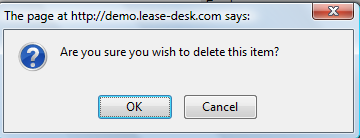 The page at http://demo.lease-desk.com says:
Are you sure you wish to delete this item?
OK
Cancel